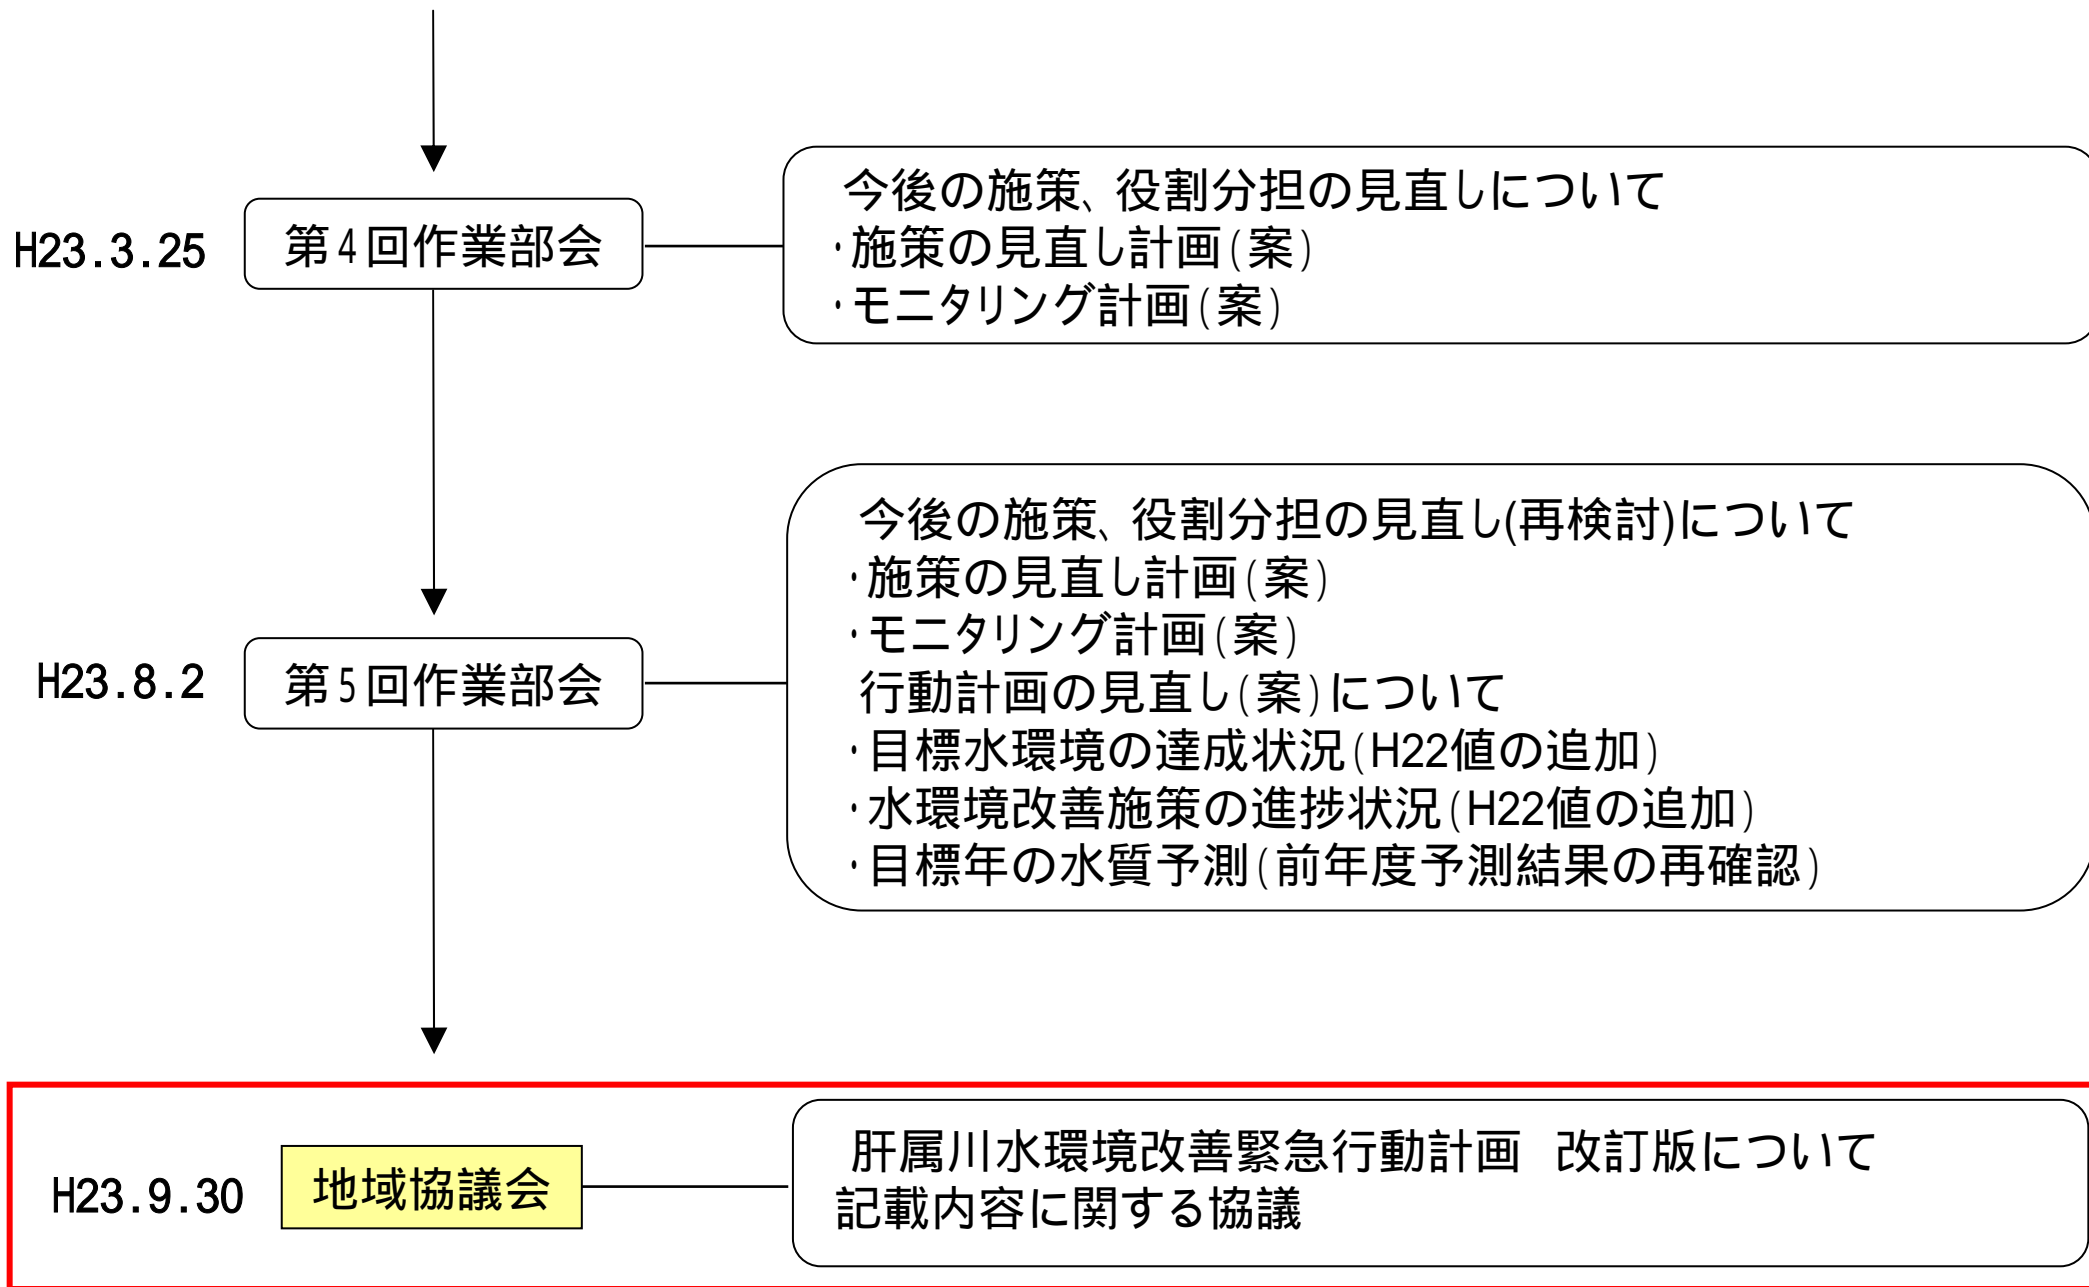 今後の施策、役割分担の見直しについて
・施策の見直し計画(案)
・モニタリング計画(案)
H23.3.25
第4回作業部会
今後の施策、役割分担の見直し(再検討)について
・施策の見直し計画(案)
・モニタリング計画(案)
行動計画の見直し(案)について
・目標水環境の達成状況(H22値の追加)
・水環境改善施策の進捗状況(H22値の追加)
・目標年の水質予測(前年度予測結果の再確認)
H23.8.2
第5回作業部会
H23.9.30
地域協議会
肝属川水環境改善緊急行動計画　改訂版について
記載内容に関する協議